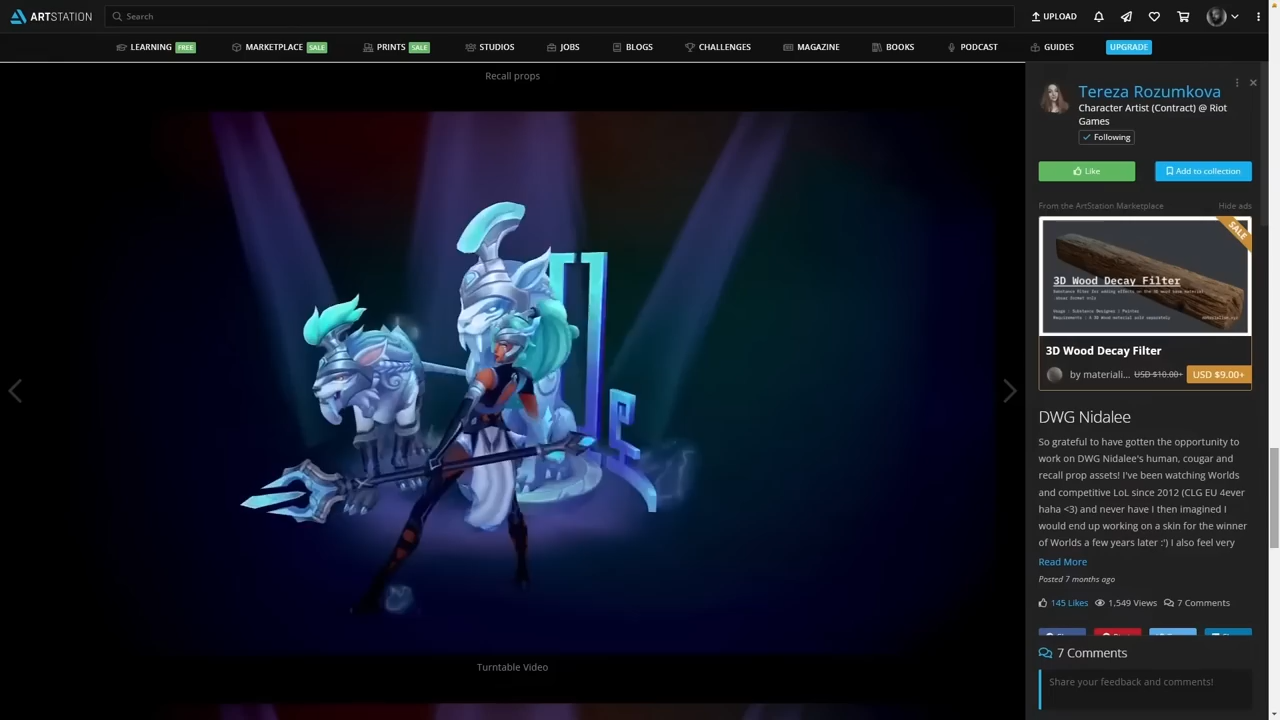 ARTSTATION
Search
UPLOAD
LEARNING FREE
MARKETPLACE SALE
PRINTS SALE
STUDIOS
JOBS
BLOGS
CHALLENGES
MAGAZINE
BOOKS
PODCAST
GUIDES
UPGRADE
Recall props
Turntable Video
Tereza Rozumkova
Character Artist (Contract) @ Riot
Games
Following
Like
Add to collection
From the ArtStation Marketplace
Hide ads
SALE
3D Wood Decay Filter
3D Wood Decay Filter
by materiali...
USD $10.00+
USD $9.00+
DWG Nidalee
So grateful to have gotten the opportunity to
work on DWG Nidalee's human, cougar and
recall prop assets! I've been watching Worlds
and competitive LoL since 2012 (CLG EU 4ever
haha <3) and never have I then imagined I
would end up working on a skin for the winner
of Worlds a few years later :') I also feel very
Read More
Posted 7 months ago
145 Likes
1,549 Views
7 Comments
7 Comments
Share your feedback and comments!